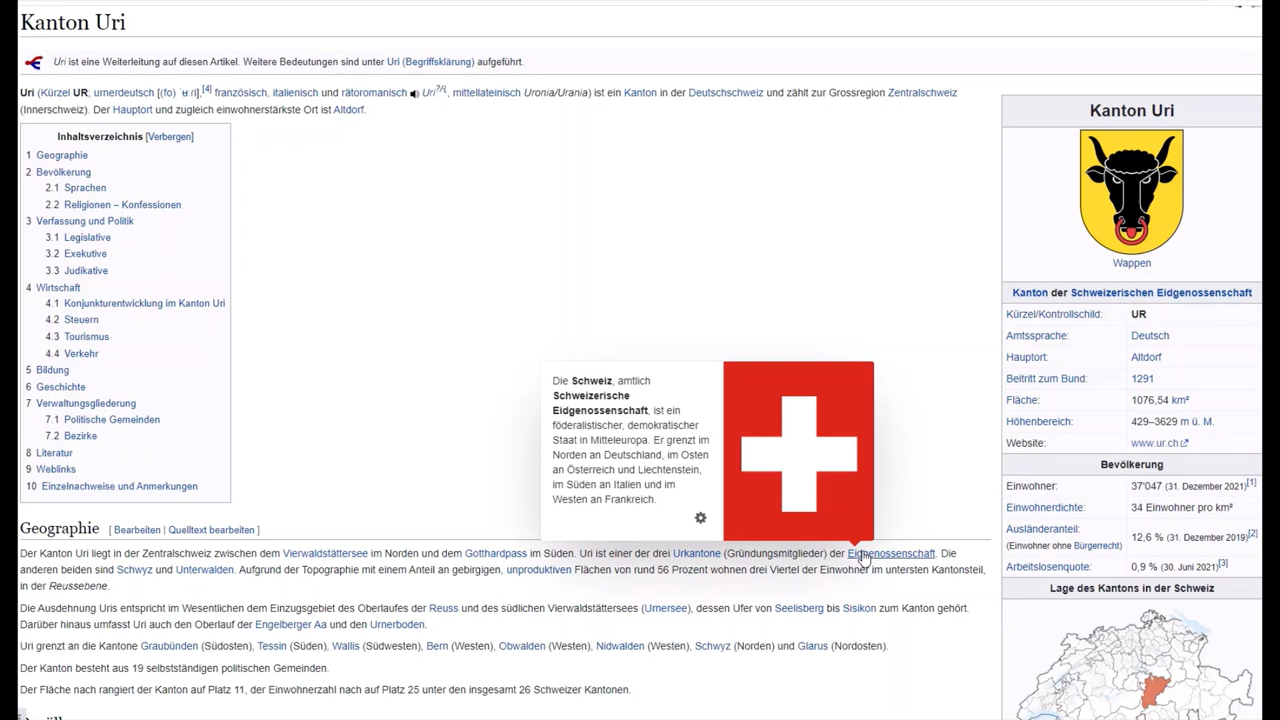 Kanton Uri
Uri ist eine Weiterleitung auf diesen Artikel. Weitere Bedeutungen sind unter Uri (Begriffsklärung) aufgeführt.
Uri (Kürzel UR; urnerdeutsch [(ʲo) ˈʉːri],[4] französisch, italienisch und rätoromanisch Uri?/i, mittellateinisch Uronia/Urania) ist ein Kanton in der Deutschschweiz und zählt zur Grossregion Zentralschweiz
(Innerschweiz). Der Hauptort und zugleich einwohnerstärkste Ort ist Altdorf.
Inhaltsverzeichnis [Verbergen]
1 Geographie
2 Bevölkerung
2.1 Sprachen
2.2 Religionen – Konfessionen
3 Verfassung und Politik
3.1 Legislative
3.2 Exekutive
3.3 Judikative
4 Wirtschaft
4.1 Konjunkturentwicklung im Kanton Uri
4.2 Steuern
4.3 Tourismus
4.4 Verkehr
5 Bildung
6 Geschichte
7 Verwaltungsgliederung
7.1 Politische Gemeinden
7.2 Bezirke
8 Literatur
9 Weblinks
10 Einzelnachweise und Anmerkungen
Die Schweiz, amtlich
Schweizerische
Eidgenossenschaft, ist ein
föderalistischer, demokratischer
Staat in Mitteleuropa. Er grenzt im
Norden an Deutschland, im Osten
an Österreich und Liechtenstein,
im Süden an Italien und im
Westen an Frankreich.
Geographie [ Bearbeiten | Quelltext bearbeiten ]
Der Kanton Uri liegt in der Zentralschweiz zwischen dem Vierwaldstättersee im Norden und dem Gotthardpass im Süden. Uri ist einer der drei Urkantone (Gründungsmitglieder) der Eidgenossenschaft. Die
anderen beiden sind Schwyz und Unterwalden. Aufgrund der Topographie mit einem Anteil an gebirgigen, unproduktiven Flächen von rund 56 Prozent wohnen drei Viertel der Einwohner im untersten Kantonsteil,
in der Reussebene.
Die Ausdehnung Uris entspricht im Wesentlichen dem Einzugsgebiet des Oberlaufes der Reuss und des südlichen Vierwaldstättersees (Urnersee), dessen Ufer von Seelisberg bis Sisikon zum Kanton gehört.
Darüber hinaus umfasst Uri auch den Oberlauf der Engelberger Aa und den Urnerboden.
Uri grenzt an die Kantone Graubünden (Südosten), Tessin (Süden), Wallis (Südwesten), Bern (Westen), Obwalden (Westen), Nidwalden (Westen), Schwyz (Norden) und Glarus (Nordosten).
Der Kanton besteht aus 19 selbstständigen politischen Gemeinden.
Der Fläche nach rangiert der Kanton auf Platz 11, der Einwohnerzahl nach auf Platz 25 unter den insgesamt 26 Schweizer Kantonen.
Kanton Uri
Wappen
Kanton der Schweizerischen Eidgenossenschaft
Kürzel/Kontrollschild: UR
Amtssprache: Deutsch
Hauptort: Altdorf
Beitritt zum Bund: 1291
Fläche: 1076,54 km²
Höhenbereich: 429–3629 m ü. M.
Website: www.ur.ch
Bevölkerung
Einwohner: 37'047 (31. Dezember 2021)[1]
Einwohnerdichte: 34 Einwohner pro km²
Ausländeranteil: 12,6 % (31. Dezember 2019)[2]
(Einwohner ohne Bürgerrecht)
Arbeitslosenquote: 0,9 % (30. Juni 2021)[3]
Lage des Kantons in der Schweiz